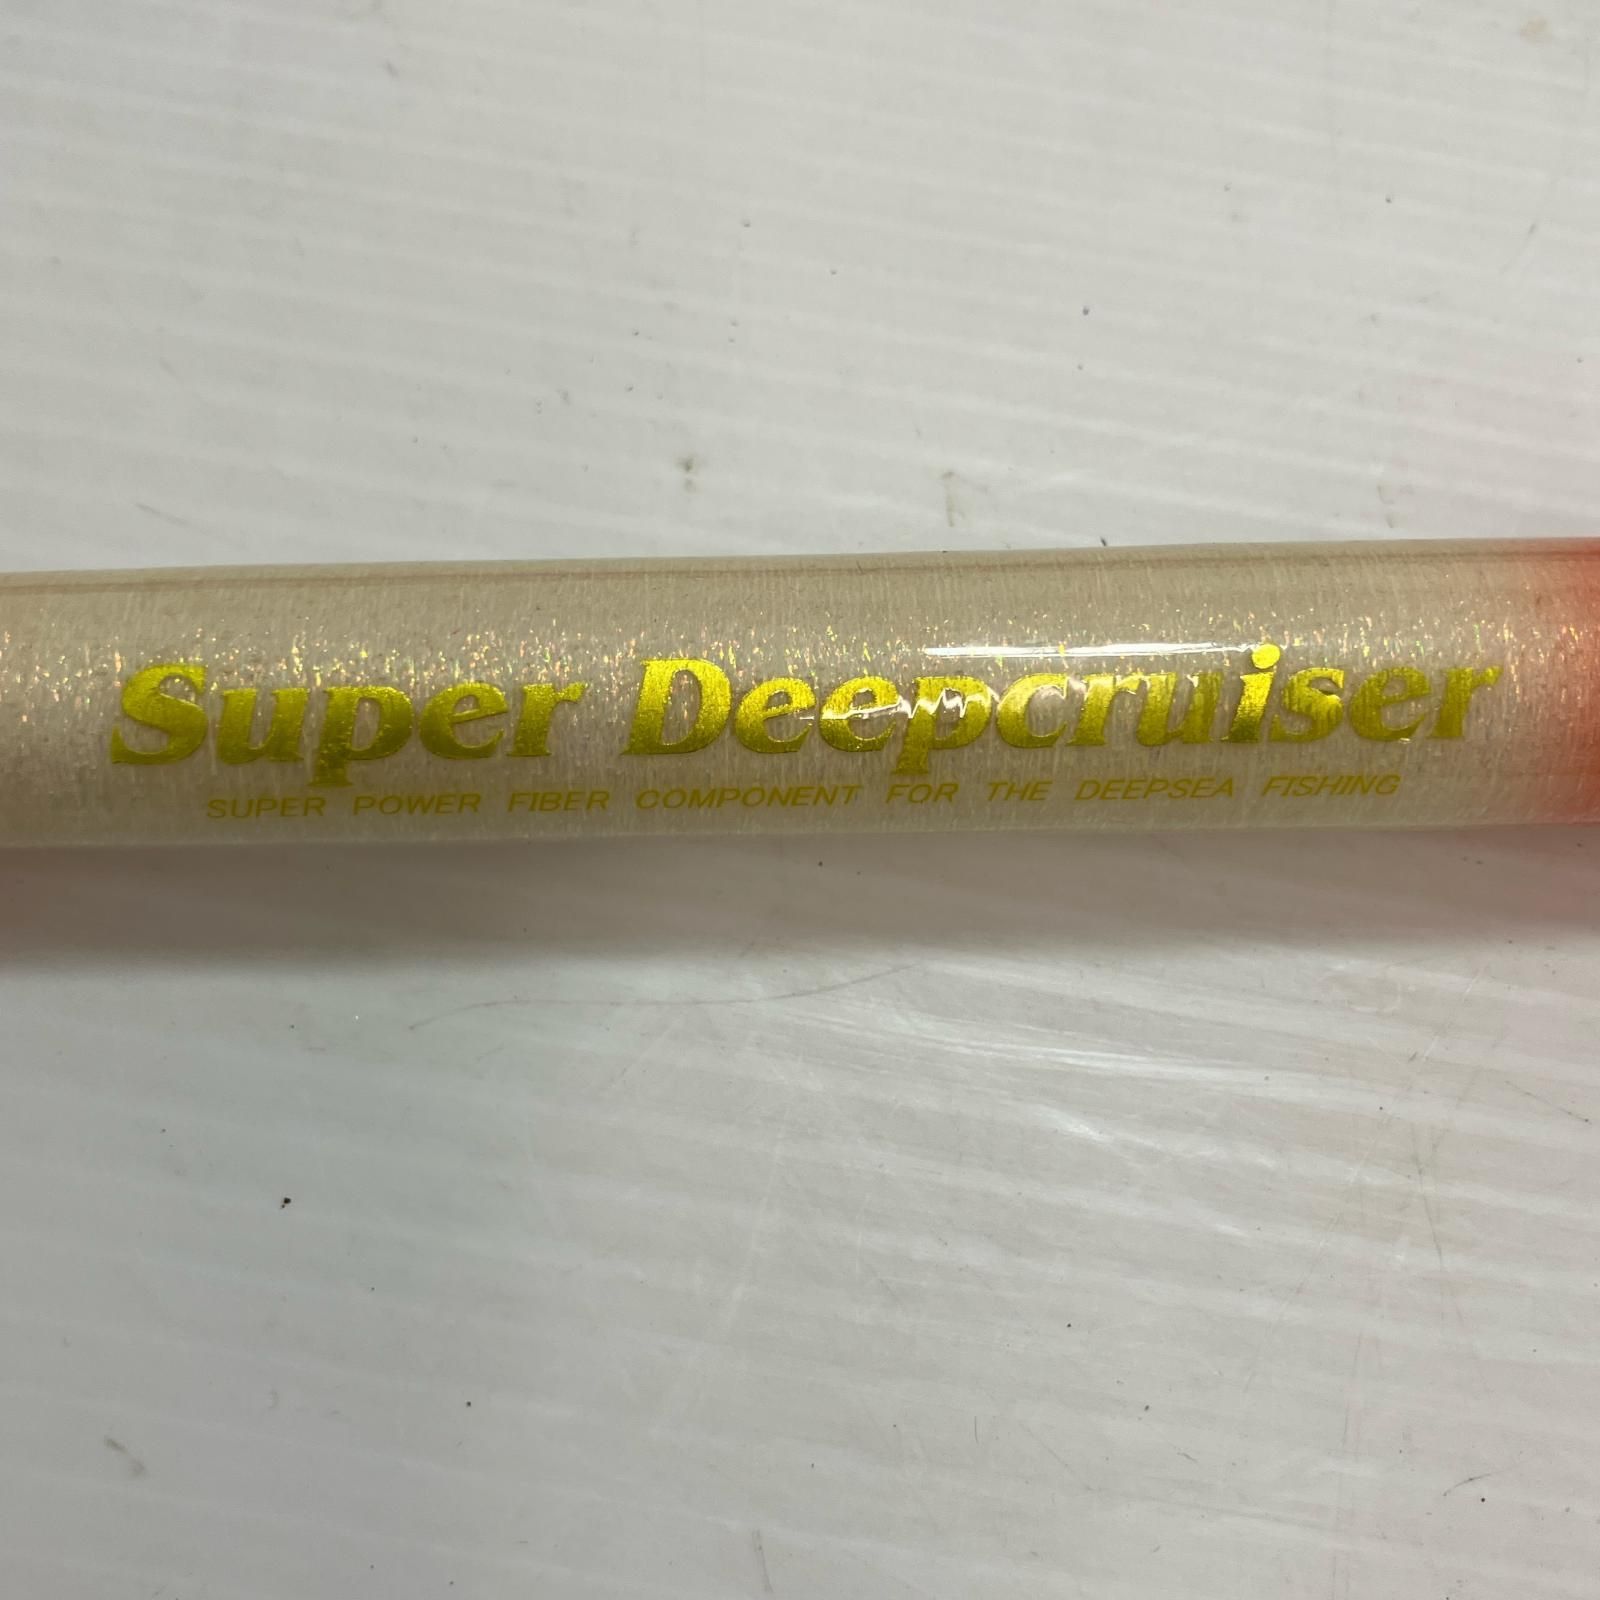 Super Deepcruiser
SUPER POWER FIBER COMPONENT FOR THE DEEPSEA FISHING